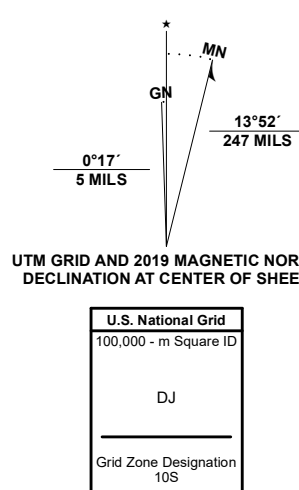 ★
MN
GN
13°52´
247 MILS
0°17´
5 MILS
UTM GRID AND 2019 MAGNETIC NOR
DECLINATION AT CENTER OF SHEE
U.S. National Grid
100,000 - m Square ID
DJ
Grid Zone Designation
10S